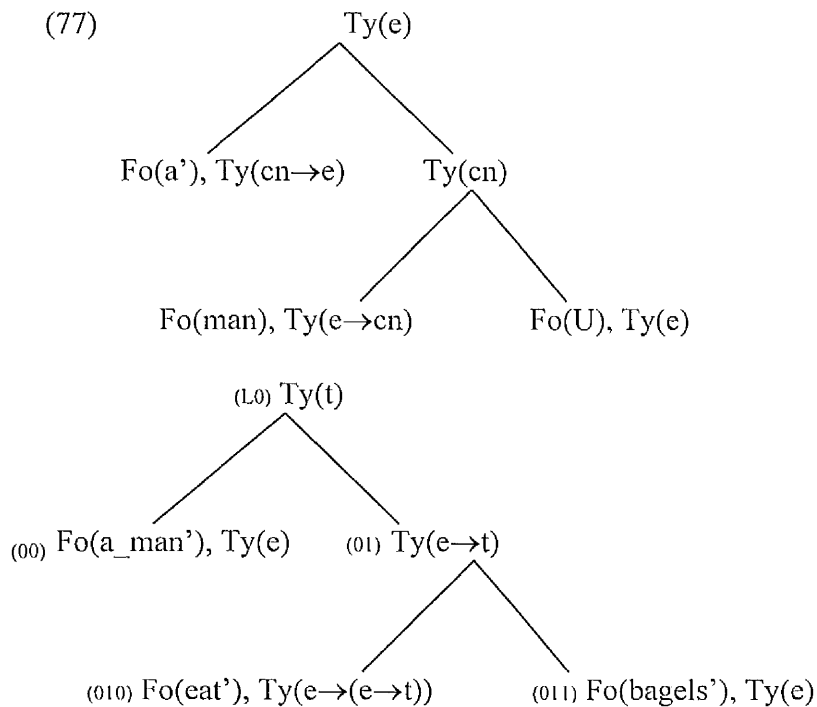 (77) Ty(e)
Fo(a’), Ty(cn→e) Ty(cn)
Fo(man), Ty(e→cn) Fo(U), Ty(e)
(L0) Ty(t)
(00) Fo(a_man’), Ty(e) (01) Ty(e→t)
(010) Fo(eat’), Ty(e→(e→t)) (011) Fo(bagels’), Ty(e)